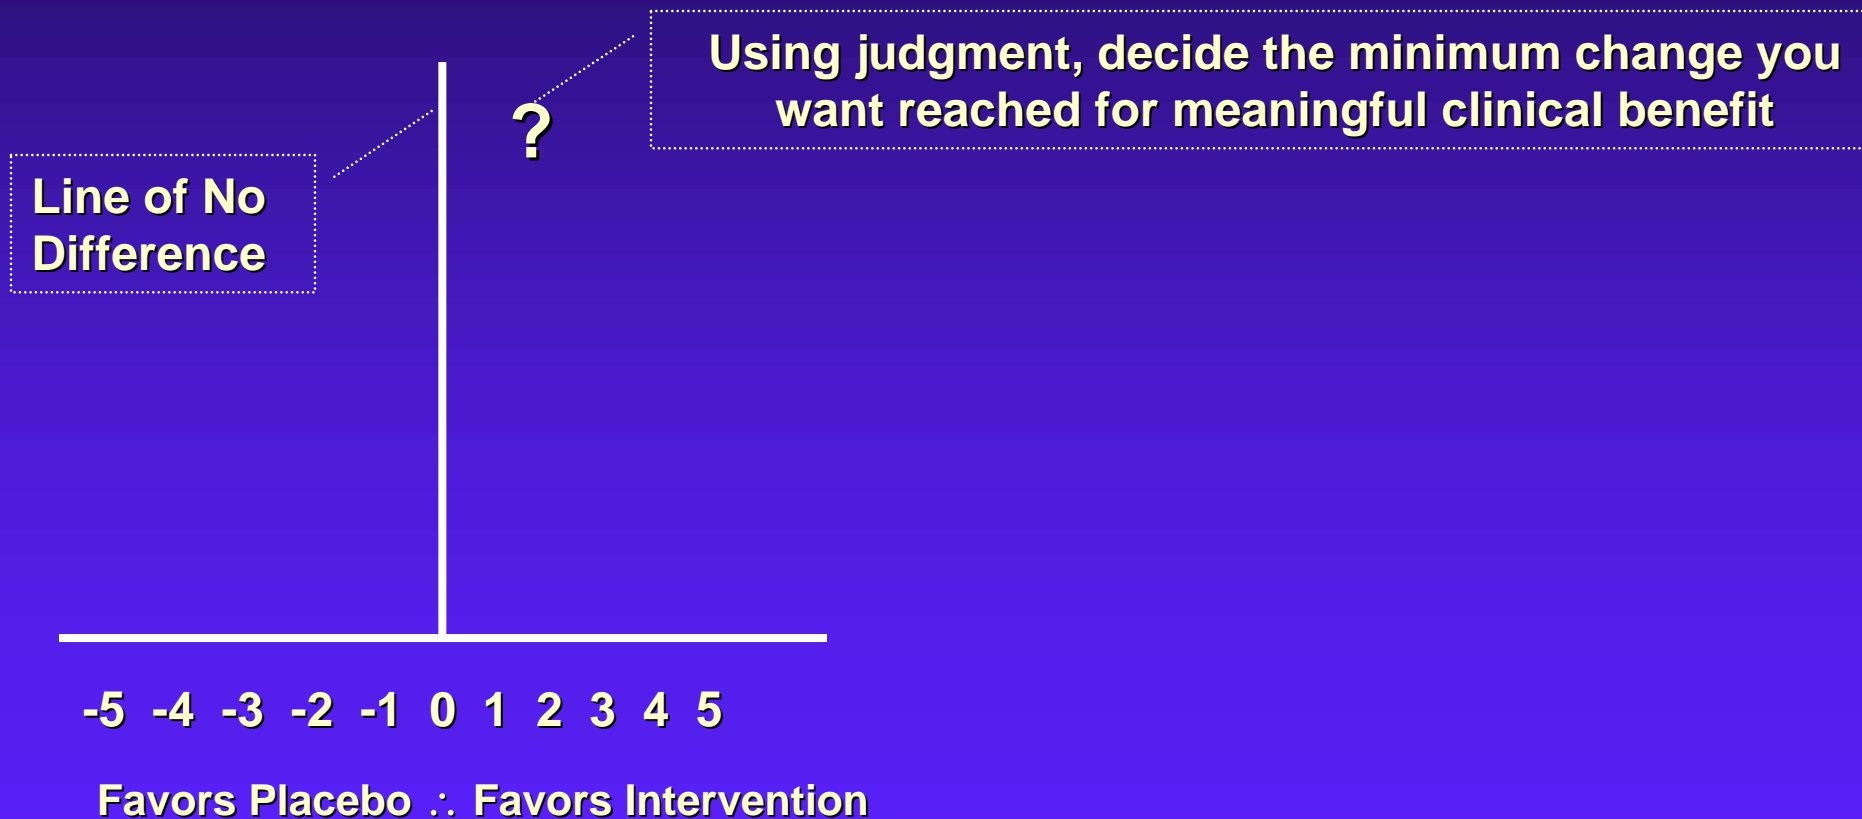 Using judgment, decide the minimum change you
want reached for meaningful clinical benefit
?
Line of No
Difference
-5 -4 -3 -2 -1 0 1 2 3 4 5
Favors Placebo ∴ Favors Intervention